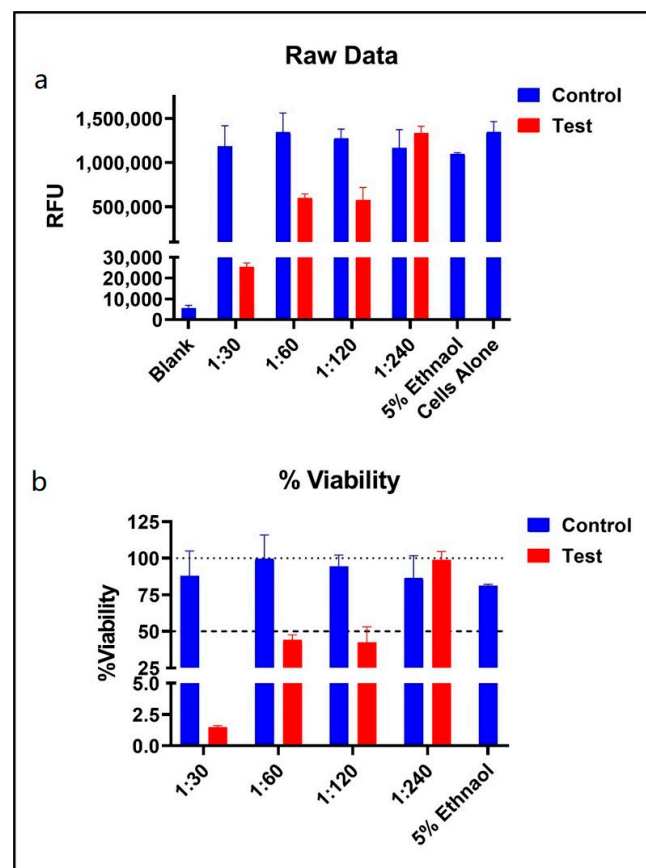 a
Raw Data
Control
Test
RFU
1,500,000
1,000,000
500,000
30,000
20,000
10,000
0
Blank
1:30
1:60
1:120
1:240
5% Ethnaol
Cells Alone
b
% Viability
Control
Test
%Viability
125
100
75
50
25
5.0
2.5
0.0
1:30
1:60
1:120
1:240
5% Ethnaol